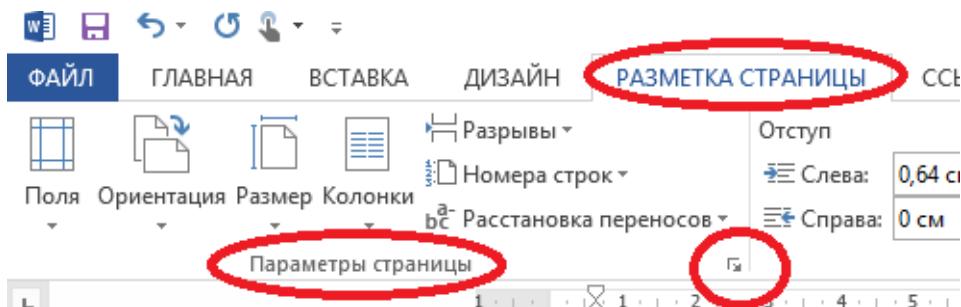 ФАЙЛ ГЛАВНАЯ ВСТАВКА ДИЗАЙН РАЗМЕТКА СТРАНИЦЫ
Разрывы Отступ
Номера строк Слева: 0,64
Поля Ориентация Размер Колонки
Расстановка переносов Справа: 0 см
Параметры страницы
1 1 2 3 4 5